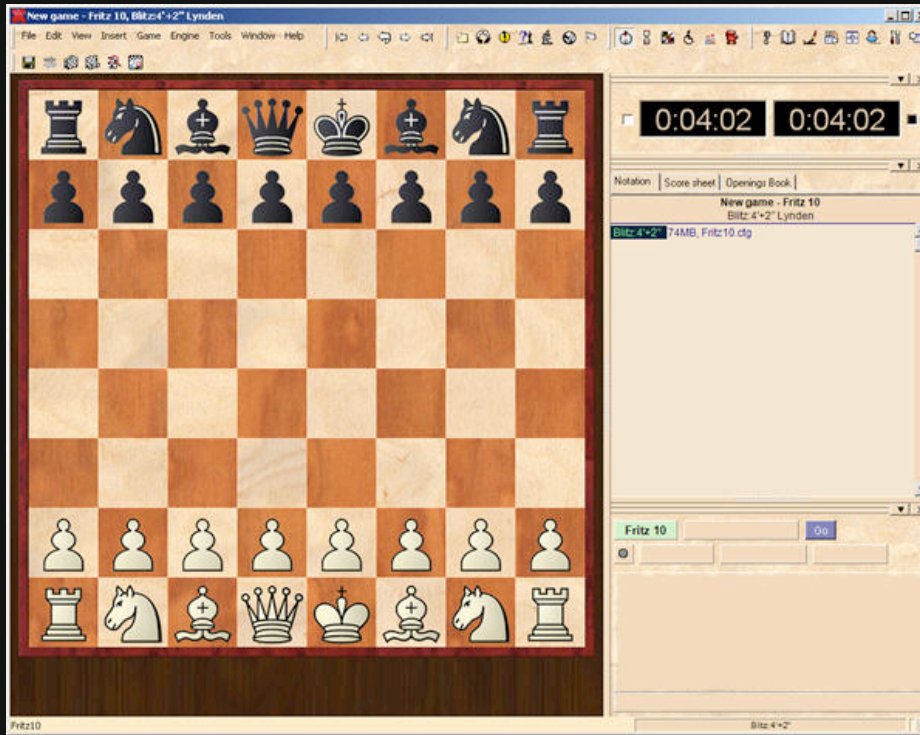 New game - Fritz 10, Blitz:4'+2" Lynden
File Edit View Insert Game Engine Tools Window Help
0:04:02 0:04:02
Notation Score sheet Openings Book
New game - Fritz 10
Blitz:4'+2" Lynden
Blitz:4'+2" 74MB, Fritz10.ctg
Fritz 10 Go
Fritz10 Blitz:4'+2"